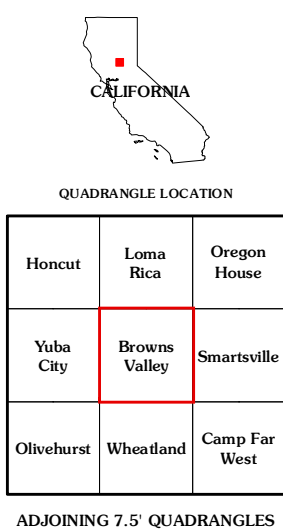 CALIFORNIA
QUADRANGLE LOCATION
Honcut
Loma
Rica
Oregon
House
Yuba
City
Browns
Valley
Smartsville
Olivehurst
Wheatland
Camp Far
West
ADJOINING 7.5' QUADRANGLES